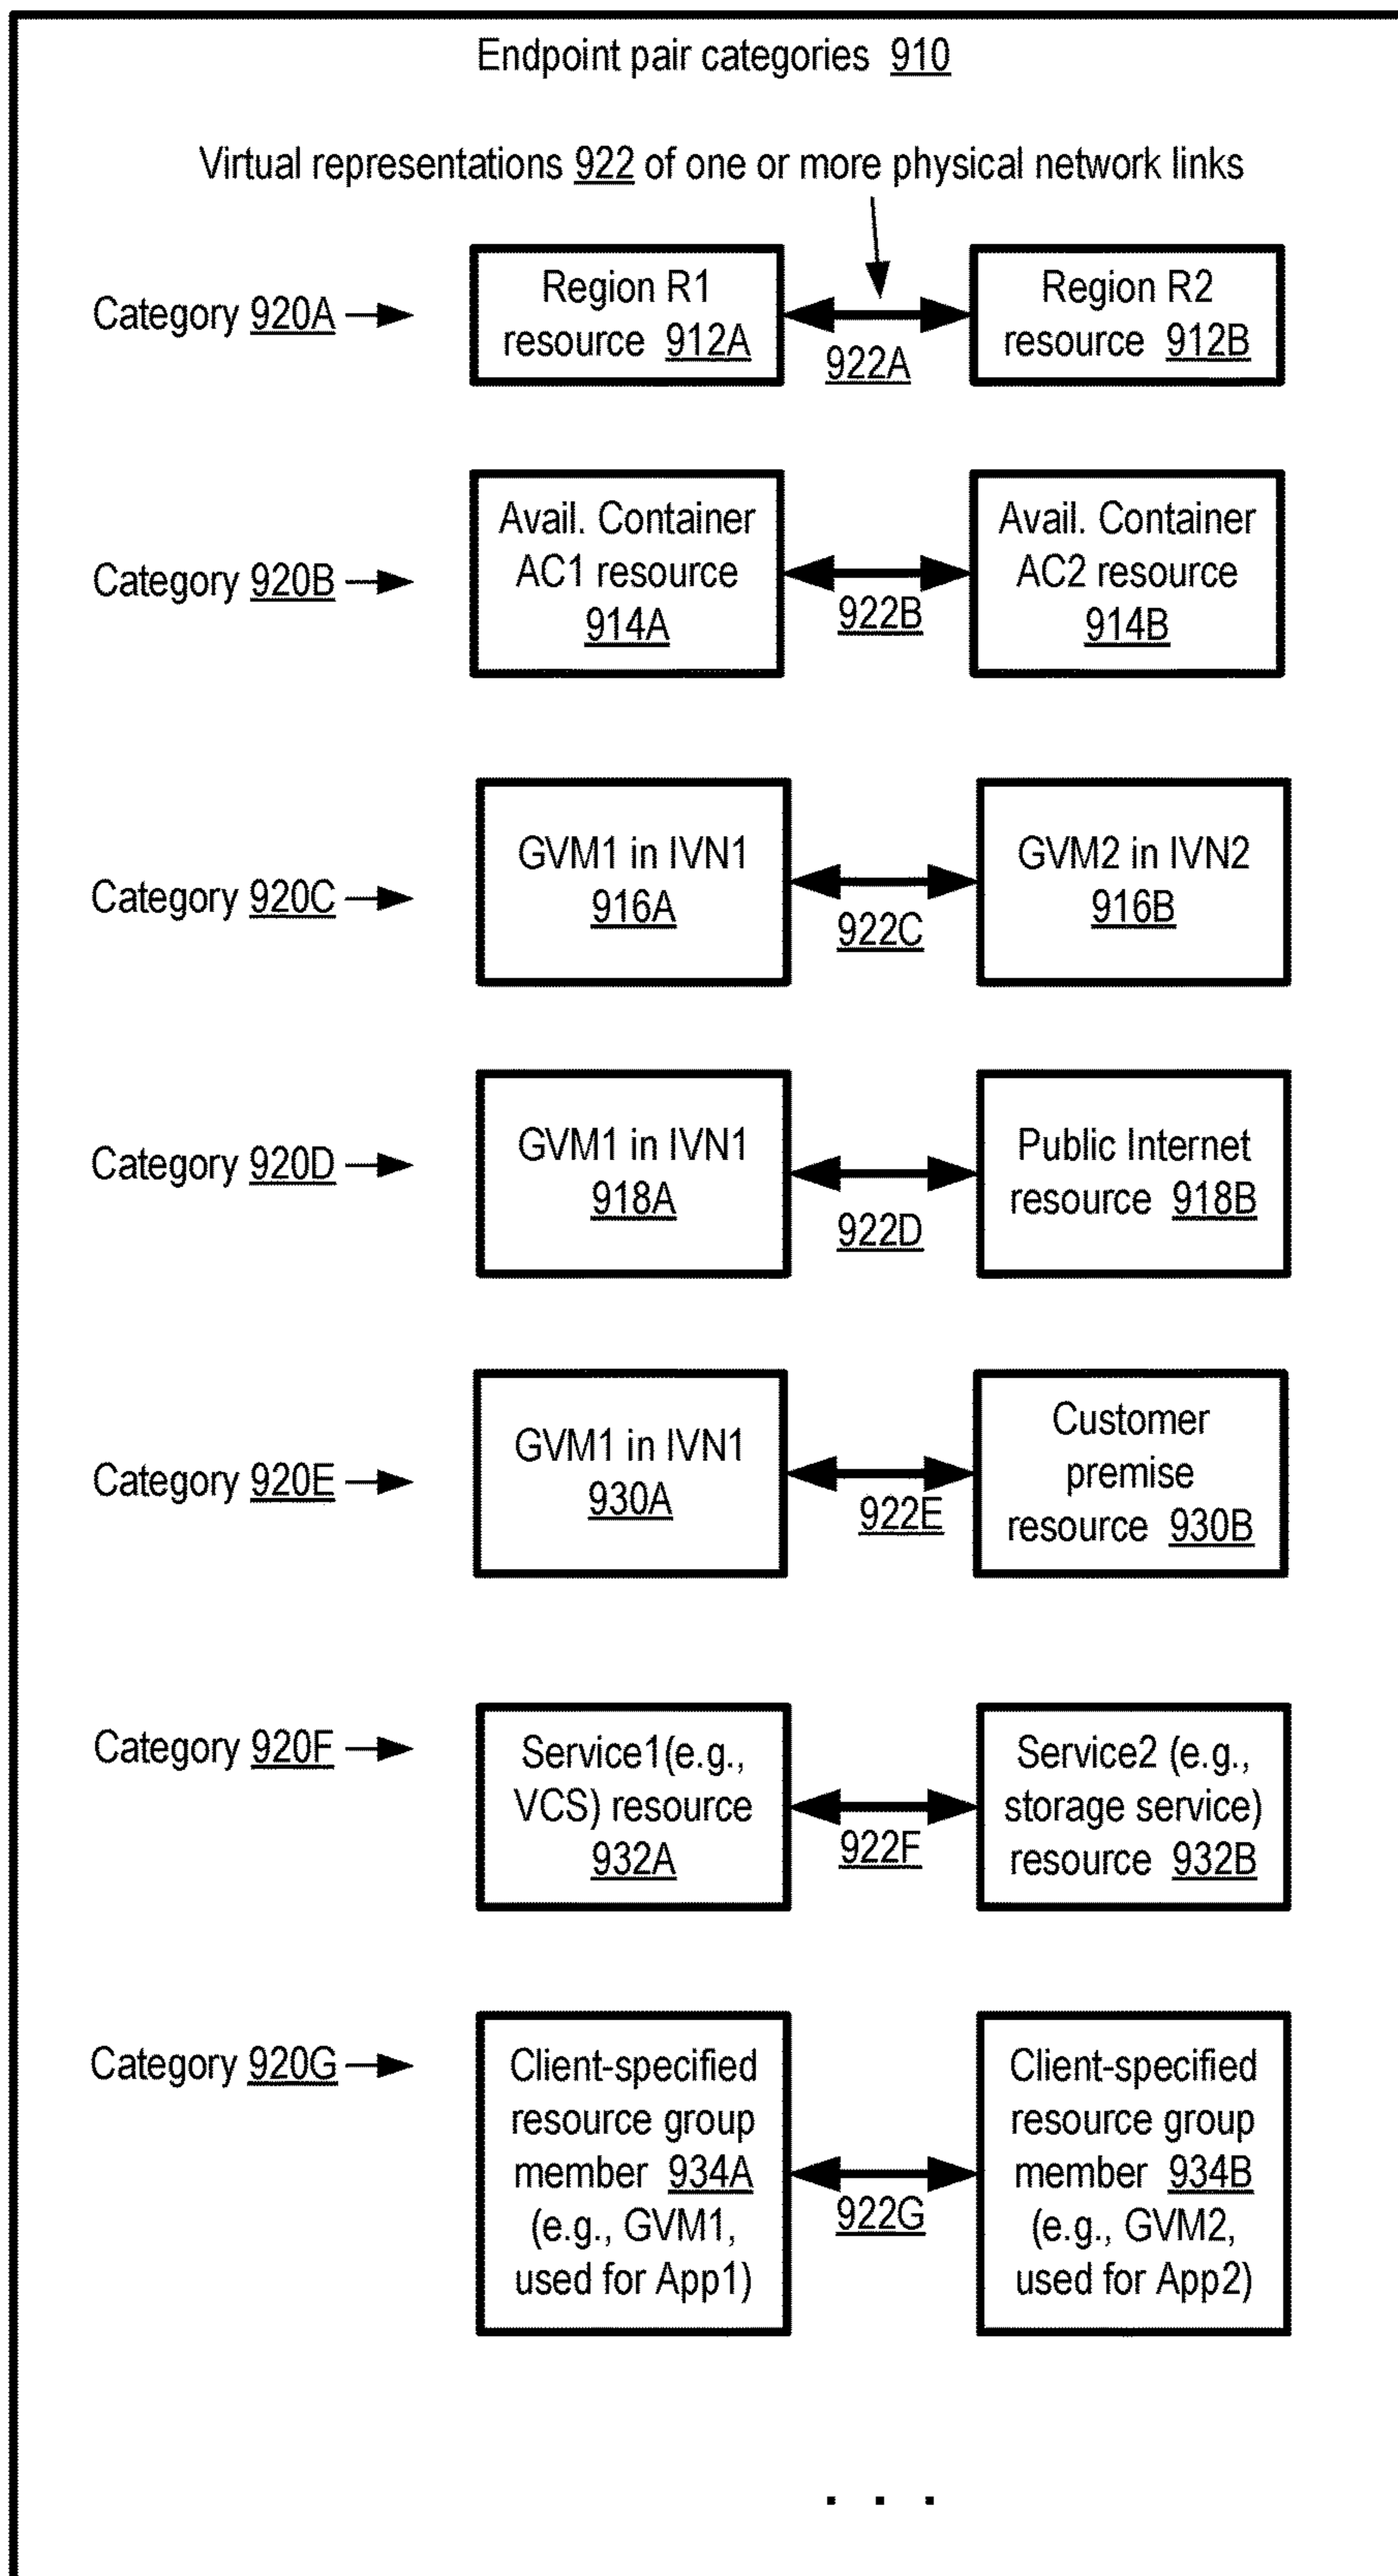 Endpoint pair categories 910
Virtual representations 922 of one or more physical network links
Category 920A
Region R1
resource 912A
922A
Region R2
resource 912B
Category 920B
Avail. Container
AC1 resource
914A
922B
Avail. Container
AC2 resource
914B
Category 920C
GVM1 in IVN1
916A
922C
GVM2 in IVN2
916B
Category 920D
GVM1 in IVN1
918A
922D
Public Internet
resource 918B
Category 920E
GVM1 in IVN1
930A
922E
Customer
premise
resource 930B
Category 920F
Service1(e.g.,
VCS) resource
932A
922F
Service2 (e.g.,
storage service)
resource 932B
Category 920G
Client-specified
resource group
member 934A
(e.g., GVM1,
used for App1)
922G
Client-specified
resource group
member 934B
(e.g., GVM2,
used for App2)
. . .